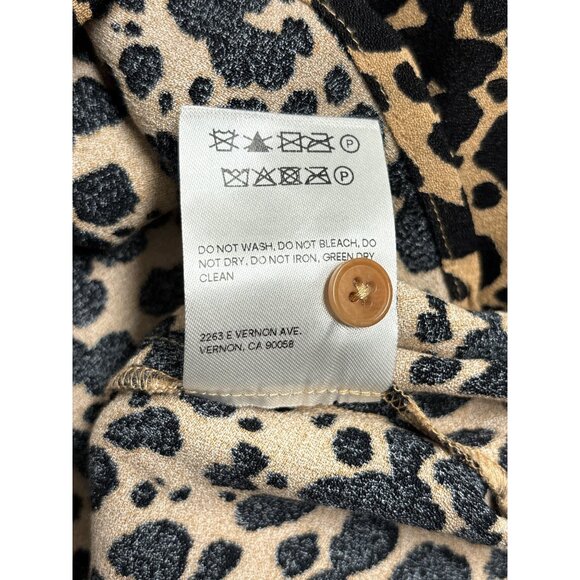 P
P
DO NOT WASH, DO NOT BLEACH, DO
NOT DRY, DO NOT IRON, GREEN DRY
CLEAN
2263 E VERNON AVE.
VERNON, CA 90058